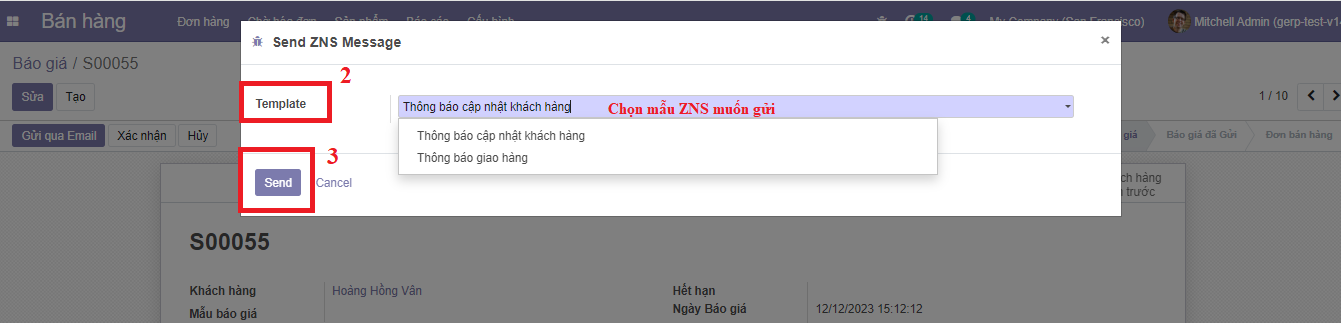 Bán hàng Đơn hàng Chờ hóa đơn Sản phẩm Báo cáo Cấu hình 14 4 My Company (San Francisco) Mitchell Admin (gerp-test-v14
Send ZNS Message ×
Báo giá / S00055
2
Sửa Tạo
Template Thông báo cập nhật khách hàng Chọn mẫu ZNS muốn gửi
1 / 10
Gửi qua Email Xác nhận Hủy
giá Báo giá đã Gửi Đơn bán hàng
Thông báo cập nhật khách hàng
Thông báo giao hàng
3
Send Cancel
ch hàng
trước
S00055
Khách hàng Hoáng Hồng Vân Hết hạn
Mẫu báo giá Ngày Báo giá 12/12/2023 15:12:12